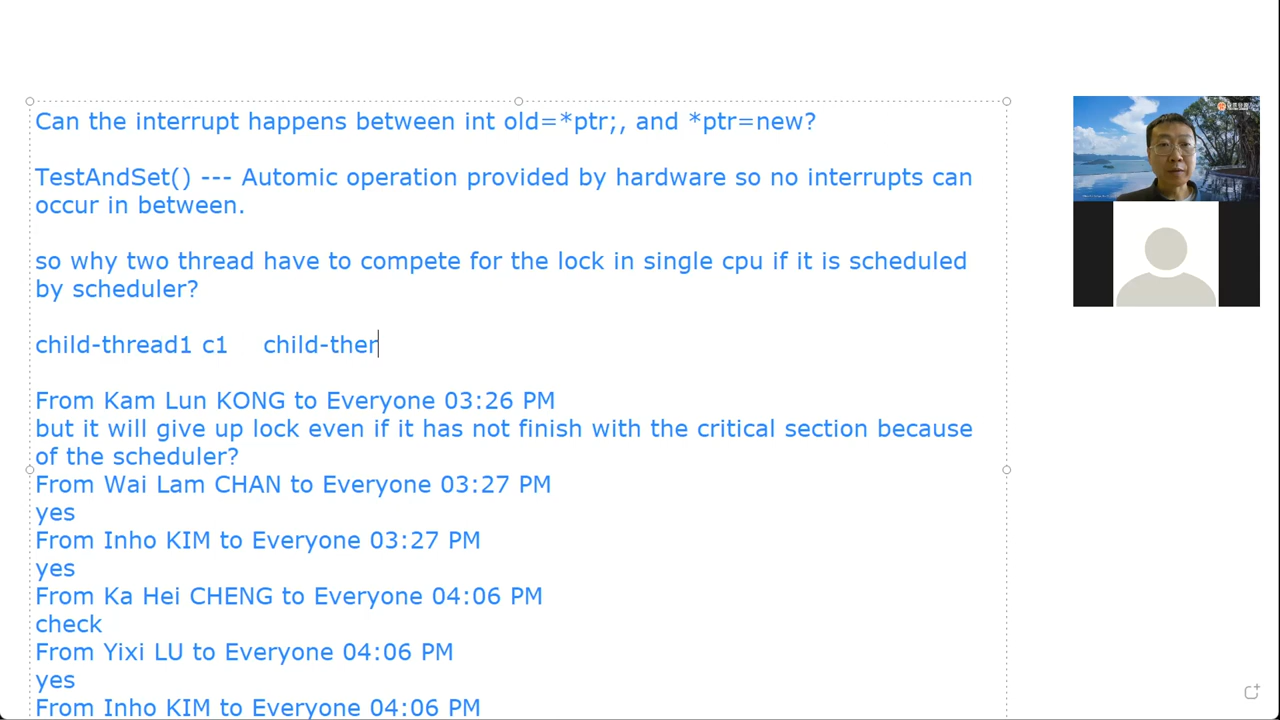 Can the interrupt happens between int old=*ptr;, and *ptr=new?
TestAndSet() --- Automic operation provided by hardware so no interrupts can
occur in between.
so why two thread have to compete for the lock in single cpu if it is scheduled
by scheduler?
child-thread1 c1 child-ther
From Kam Lun KONG to Everyone 03:26 PM
but it will give up lock even if it has not finish with the critical section because
of the scheduler?
From Wai Lam CHAN to Everyone 03:27 PM
yes
From Inho KIM to Everyone 03:27 PM
yes
From Ka Hei CHENG to Everyone 04:06 PM
check
From Yixi LU to Everyone 04:06 PM
yes
From Inho KIM to Everyone 04:06 PM